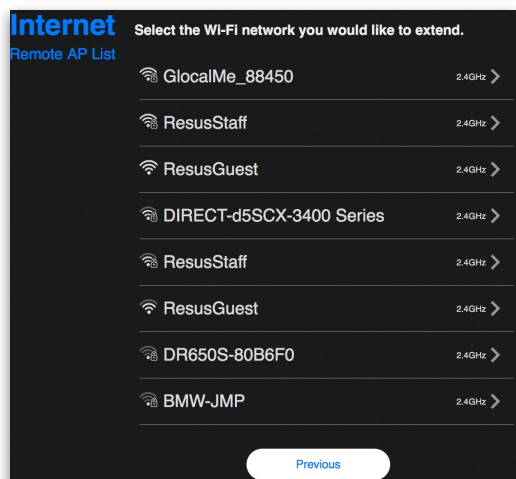 Internet
Remote AP List
Select the Wi-Fi network you would like to extend.
GlocalMe_88450 2.4GHz
ResusStaff 2.4GHz
ResusGuest 2.4GHz
DIRECT-d5SCX-3400 Series 2.4GHz
ResusStaff 2.4GHz
ResusGuest 2.4GHz
DR650S-80B6F0 2.4GHz
BMW-JMP 2.4GHz
Previous